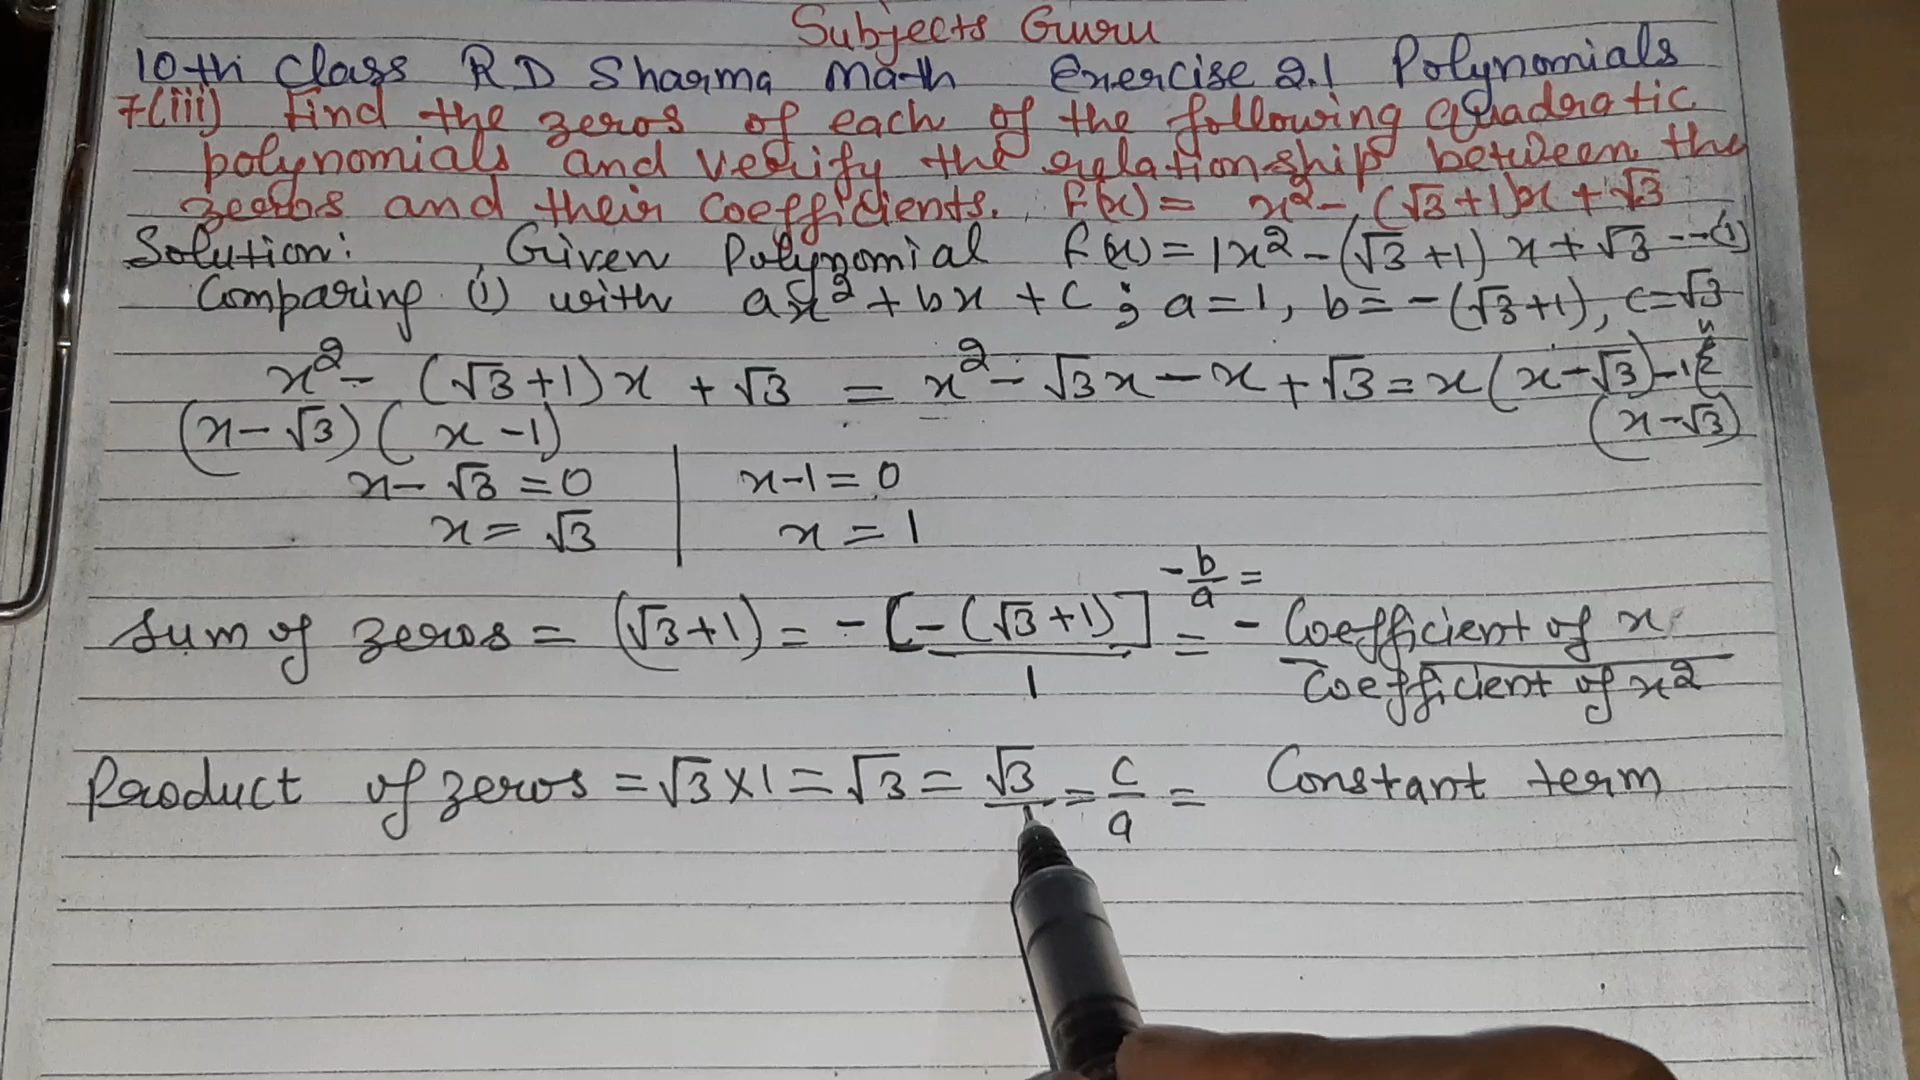 Subjects Guru
10th Class RD Sharma Math Exercise 2.1 Polynomials
7(iii) Find the zeros of each of the following quadratic
polynomials and verify the relationship between the
zeros and their coefficients. f(x) = x² - (√3+1)x + √3
Solution: Given Polynomial f(x) = 1x² - (√3+1)x + √3 --(1)
Comparing (1) with ax² + bx + c ; a=1, b= -(√3+1), c=√3
x² - (√3+1)x + √3 = x² - √3x - x + √3 = x(x-√3)-1
(x-√3)
(x-√3)(x-1)
x-√3=0 | x-1=0
x=√3 | x=1
-b/a =
Sum of zeros = (√3+1) = -[-(√3+1)]/1 = - Coefficient of x / Coefficient of x²
Product of zeros = √3×1 = √3 = √3/ = c/a = Constant term